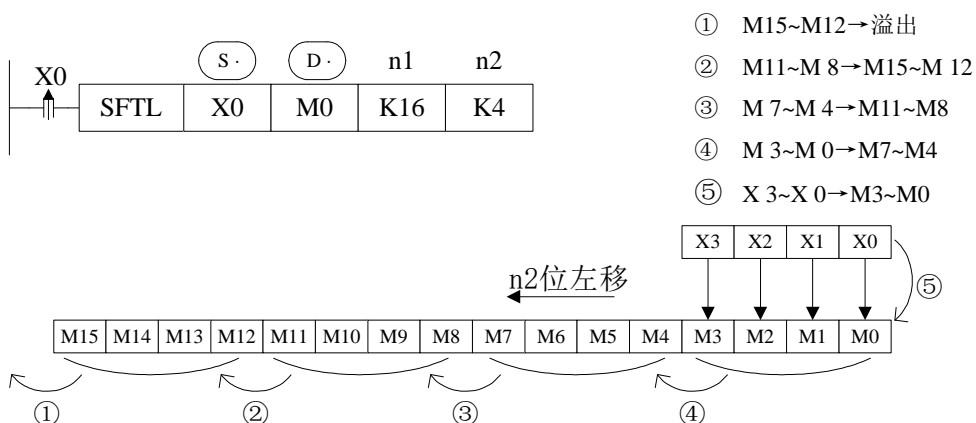 X0
S· D· n1 n2
SFTL X0 M0 K16 K4
① M15~M12→溢出
② M11~M 8→M15~M 12
③ M 7~M 4→M11~M8
④ M 3~M 0→M7~M4
⑤ X 3~X 0→M3~M0
X3 X2 X1 X0
n2位左移
⑤
M15 M14 M13 M12 M11 M10 M9 M8 M7 M6 M5 M4 M3 M2 M1 M0
① ② ③ ④